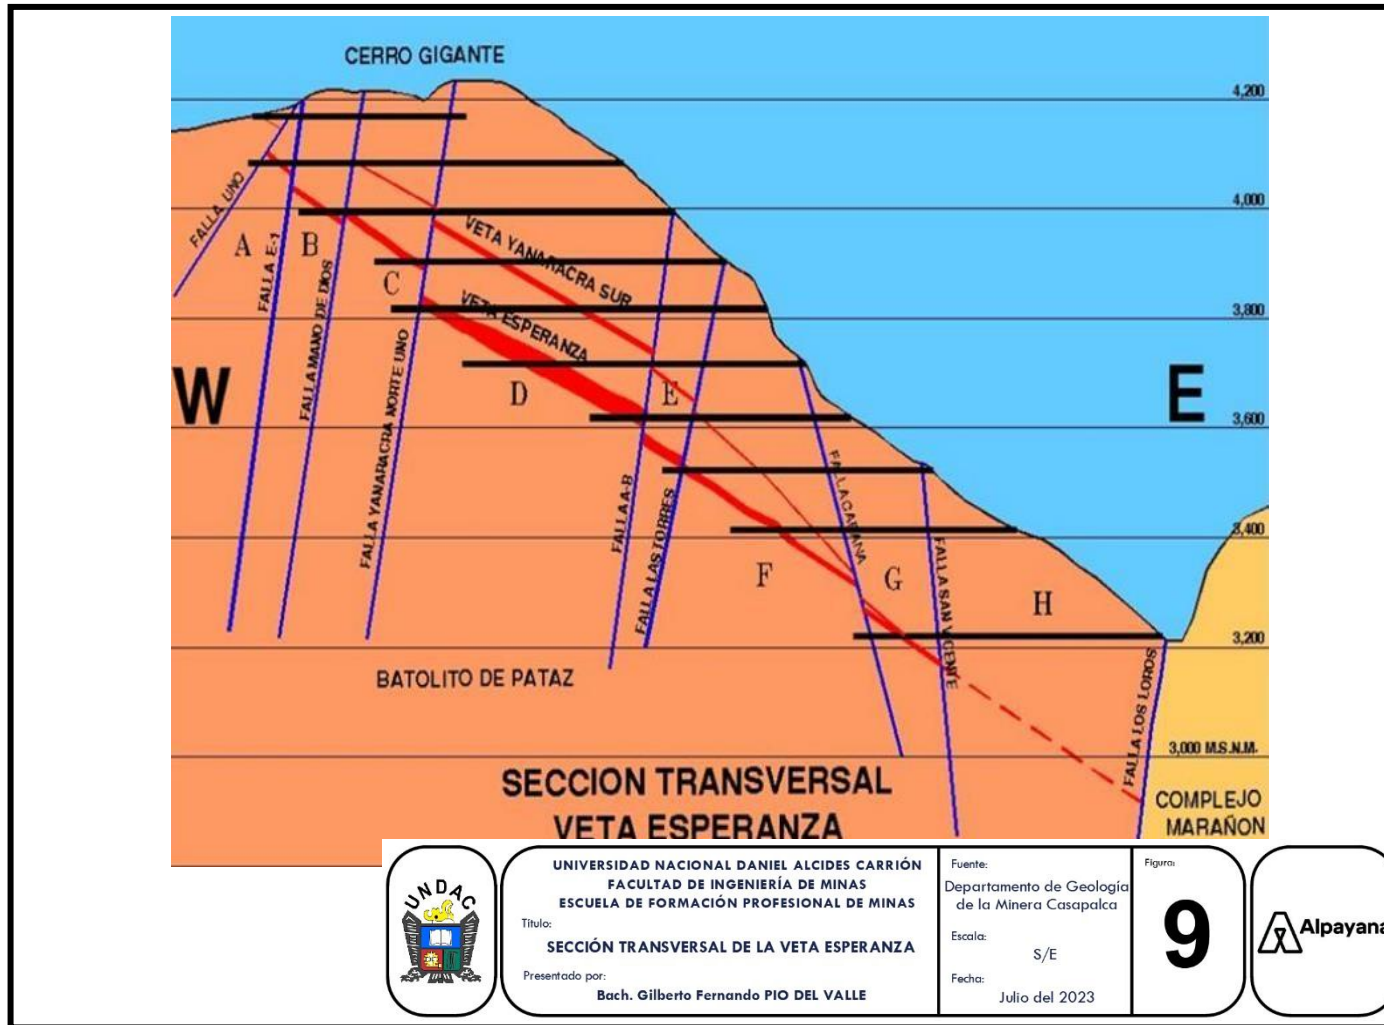 CERRO GIGANTE
4,200
4,000
3,800
3,600
3,400
3,200
3,000 M.S.N.M.
FALLA UNO
A
FALLA E-1
B
FALLA MANO DE DIOS
C
FALLA YANARACRA NORTE UNO
VETA YANARACRA SUR
VETA ESPERANZA
D
E
FALLA A-B
FALLA LAS TORRES
F
FALLA CABANA
G
FALLA SAN VICENTE
H
FALLA LOS LOROS
W
E
BATOLITO DE PATAZ
COMPLEJO
MARAÑON
SECCION TRANSVERSAL
VETA ESPERANZA
UNDAC
UNIVERSIDAD NACIONAL DANIEL ALCIDES CARRIÓN
FACULTAD DE INGENIERÍA DE MINAS
ESCUELA DE FORMACIÓN PROFESIONAL DE MINAS
Título:
SECCIÓN TRANSVERSAL DE LA VETA ESPERANZA
Presentado por:
Bach. Gilberto Fernando PIO DEL VALLE
Fuente:
Departamento de Geología
de la Minera Casapalca
Escala:
S/E
Fecha:
Julio del 2023
Figura:
9
Alpayana